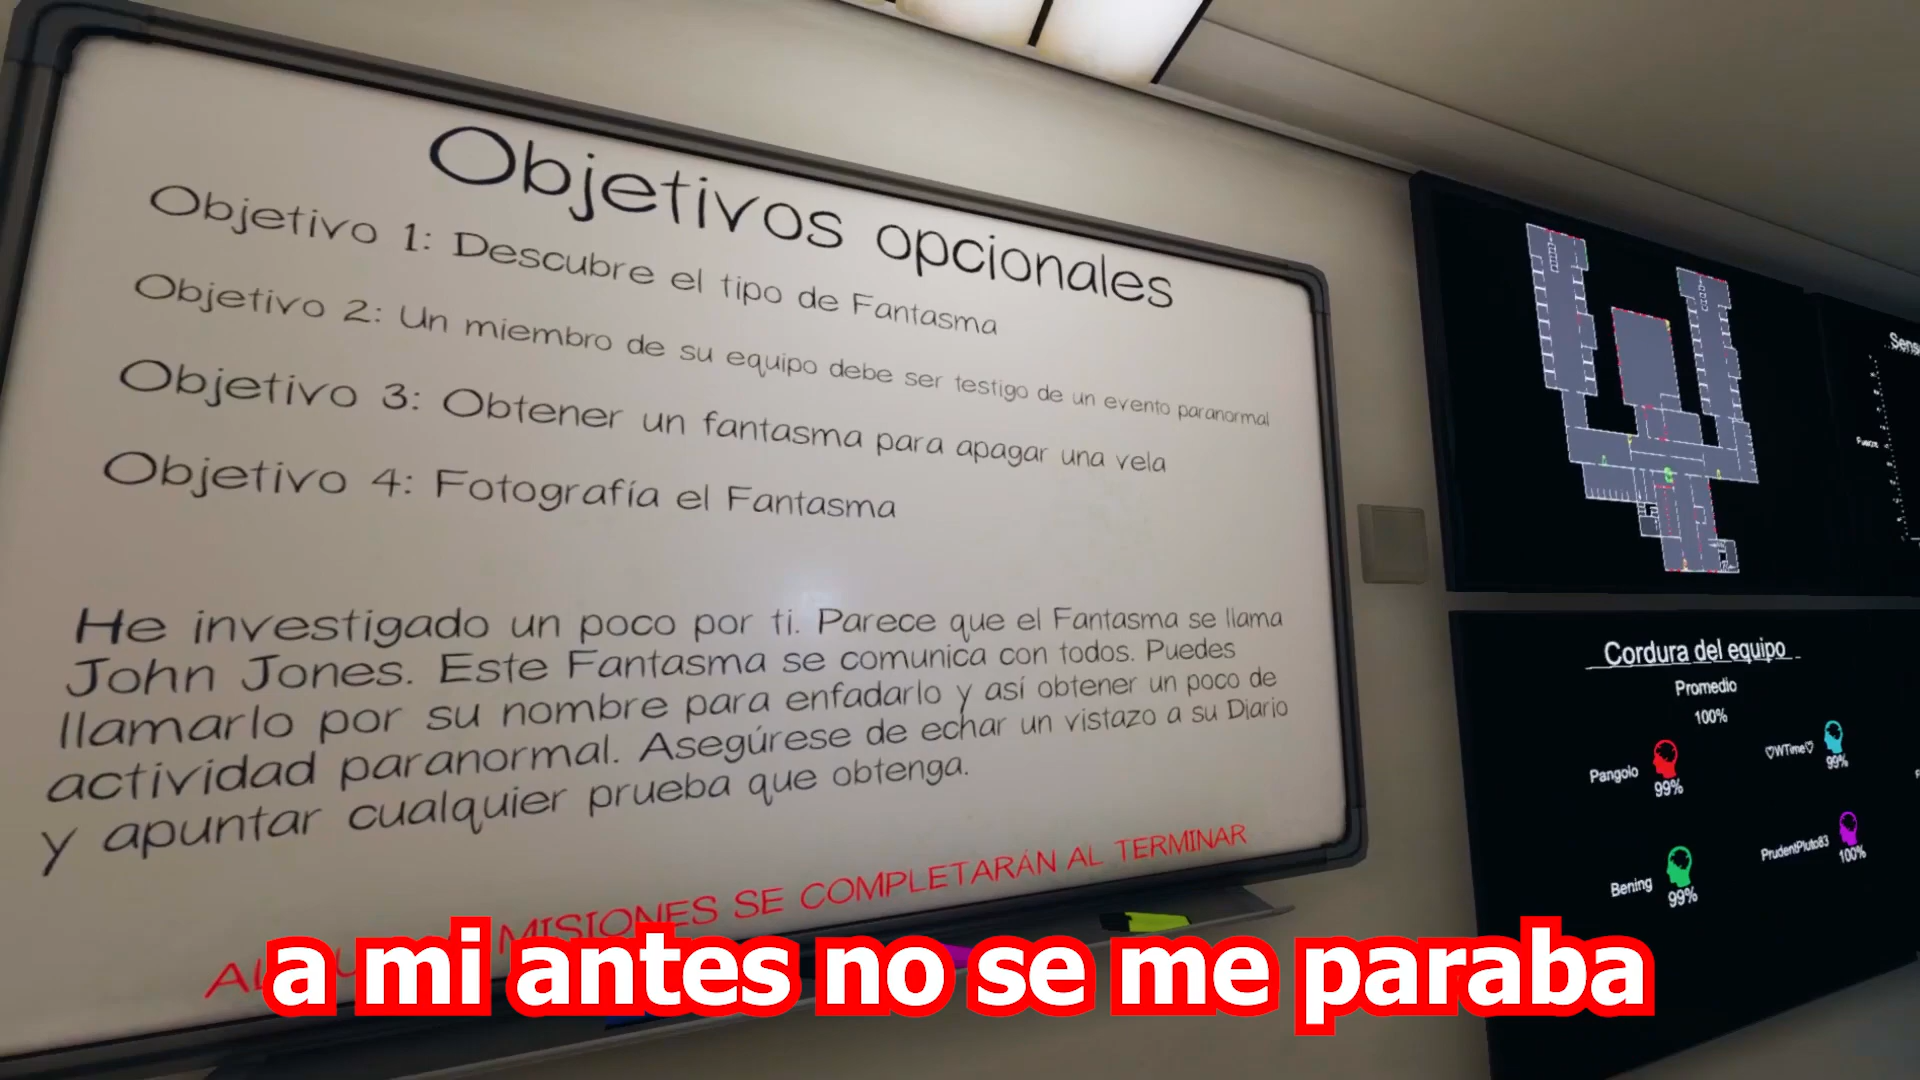 Objetivos opcionales
Objetivo 1: Descubre el tipo de Fantasma
Objetivo 2: Un miembro de su equipo debe ser testigo de un evento paranormal
Objetivo 3: Obtener un fantasma para apagar una vela
Objetivo 4: Fotografía el Fantasma
He investigado un poco por ti. Parece que el Fantasma se llama
John Jones. Este Fantasma se comunica con todos. Puedes
llamarlo por su nombre para enfadarlo y así obtener un poco de
actividad paranormal. Asegúrese de echar un vistazo a su Diario
y apuntar cualquier prueba que obtenga.
MISIONES SE COMPLETARÁN AL TERMINAR
Cordura del equipo
Promedio
100%
Pangolo
99%
♡WTime♡
99%
Bening
99%
PrudentPluto83
100%
a mi antes no se me paraba